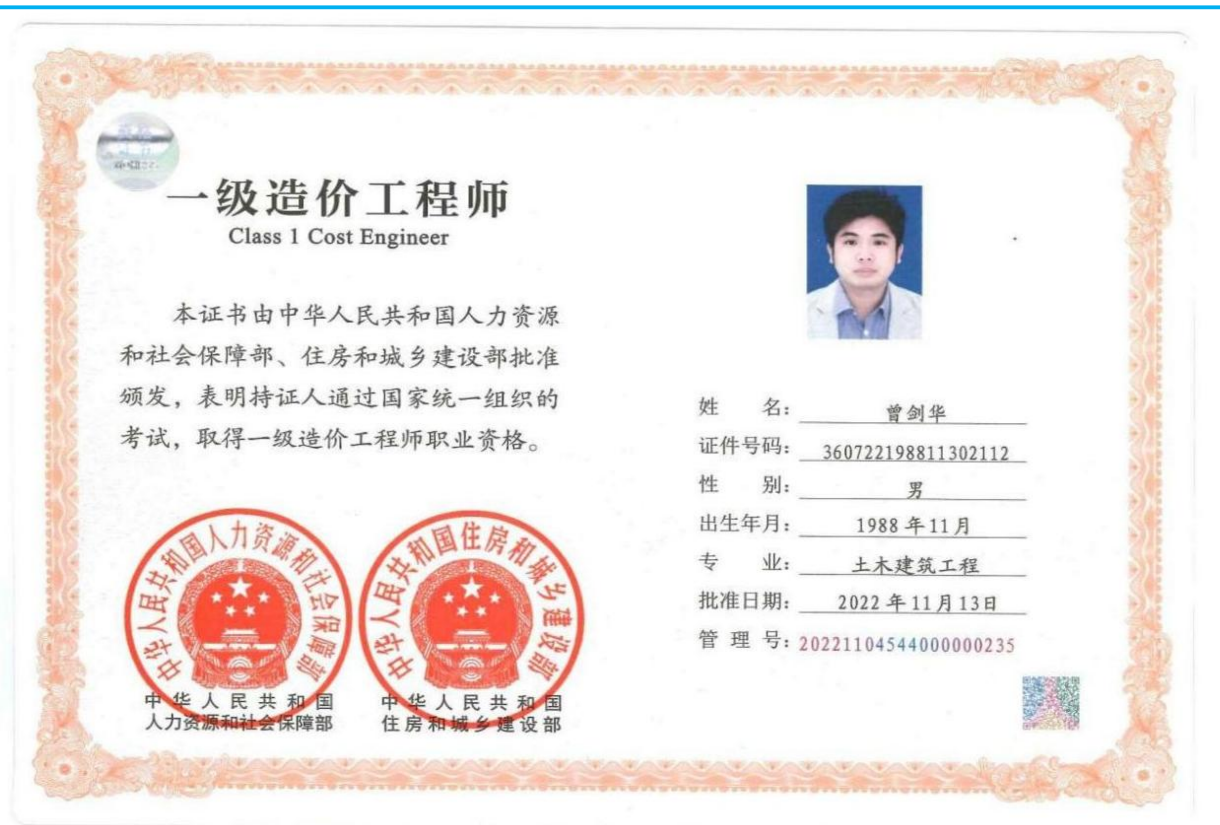 一级造价工程师
Class 1 Cost Engineer
本证书由中华人民共和国人力资源
和社会保障部、住房和城乡建设部批准
颁发，表明持证人通过国家统一组织的
考试，取得一级造价工程师职业资格。
中华人民共和国人力资源和社会保障部
中华人民共和国住房和城乡建设部
中华人民共和国
人力资源和社会保障部
中华人民共和国
住房和城乡建设部
姓 名：曾剑华
证件号码：360722198811302112
性 别：男
出生年月：1988年11月
专 业：土木建筑工程
批准日期：2022年11月13日
管 理 号：20221104544000000235